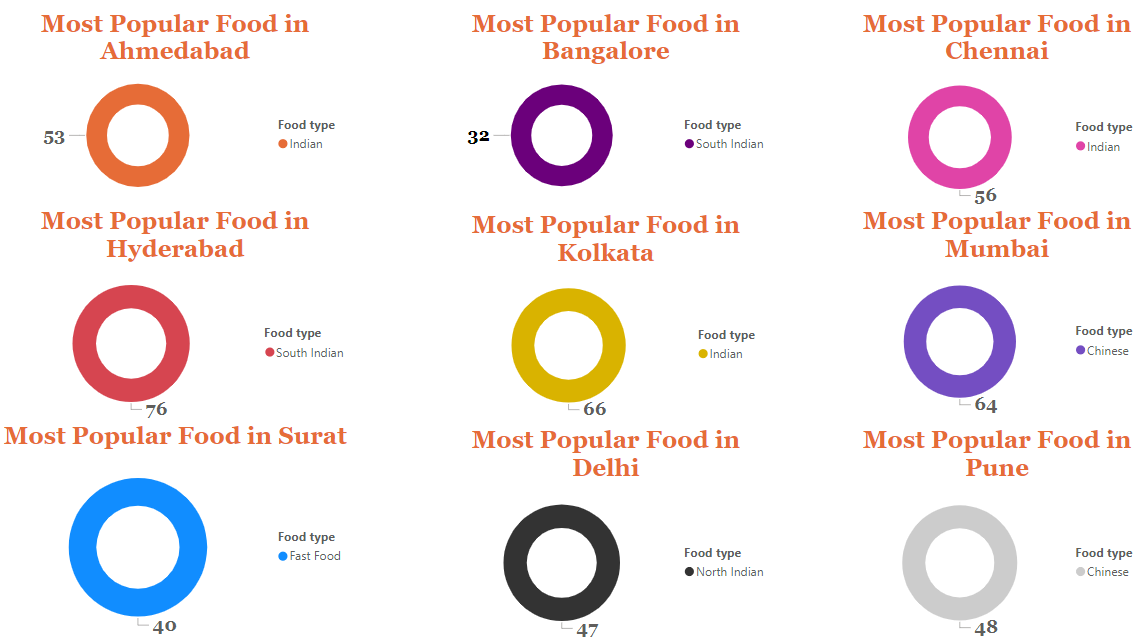 Most Popular Food in
Ahmedabad
53
Food type
Indian
Most Popular Food in
Bangalore
32
Food type
South Indian
Most Popular Food in
Chennai
56
Food type
Indian
Most Popular Food in
Hyderabad
76
Food type
South Indian
Most Popular Food in
Kolkata
66
Food type
Indian
Most Popular Food in
Mumbai
64
Food type
Chinese
Most Popular Food in Surat
40
Food type
Fast Food
Most Popular Food in
Delhi
47
Food type
North Indian
Most Popular Food in
Pune
48
Food type
Chinese